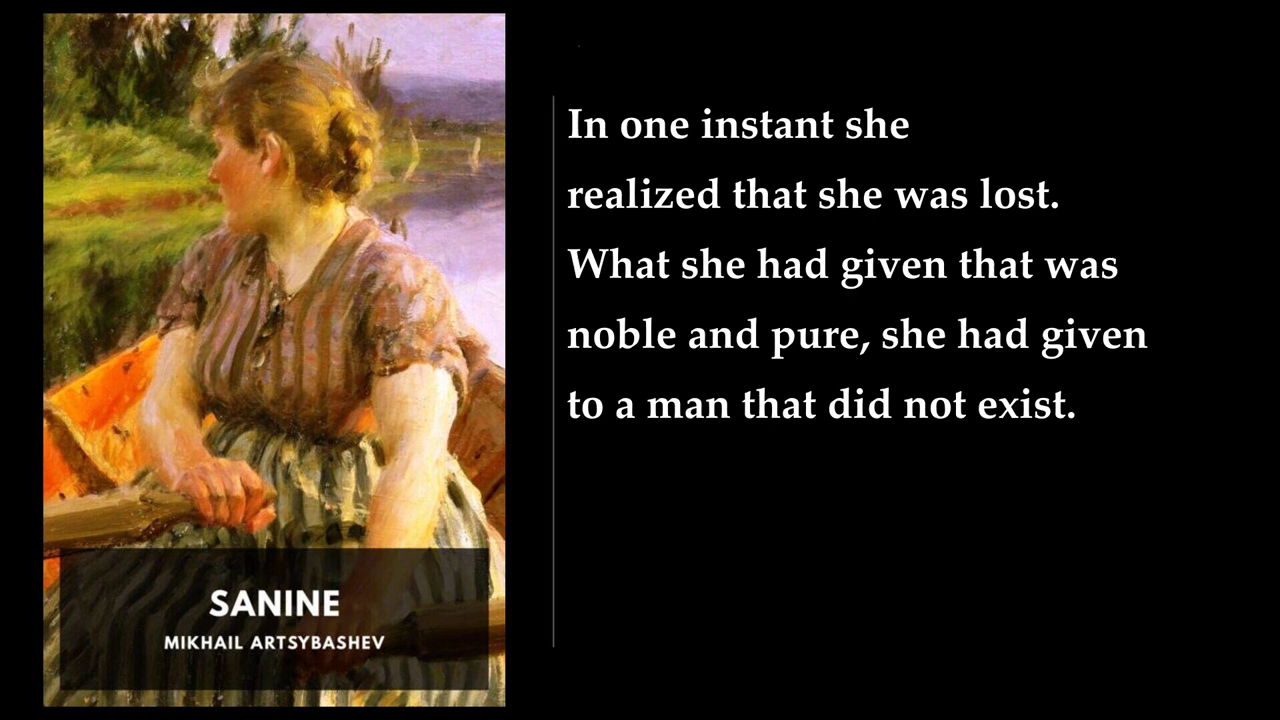 SANINE
MIKHAIL ARTSYBASHEV
In one instant she
realized that she was lost.
What she had given that was
noble and pure, she had given
to a man that did not exist.